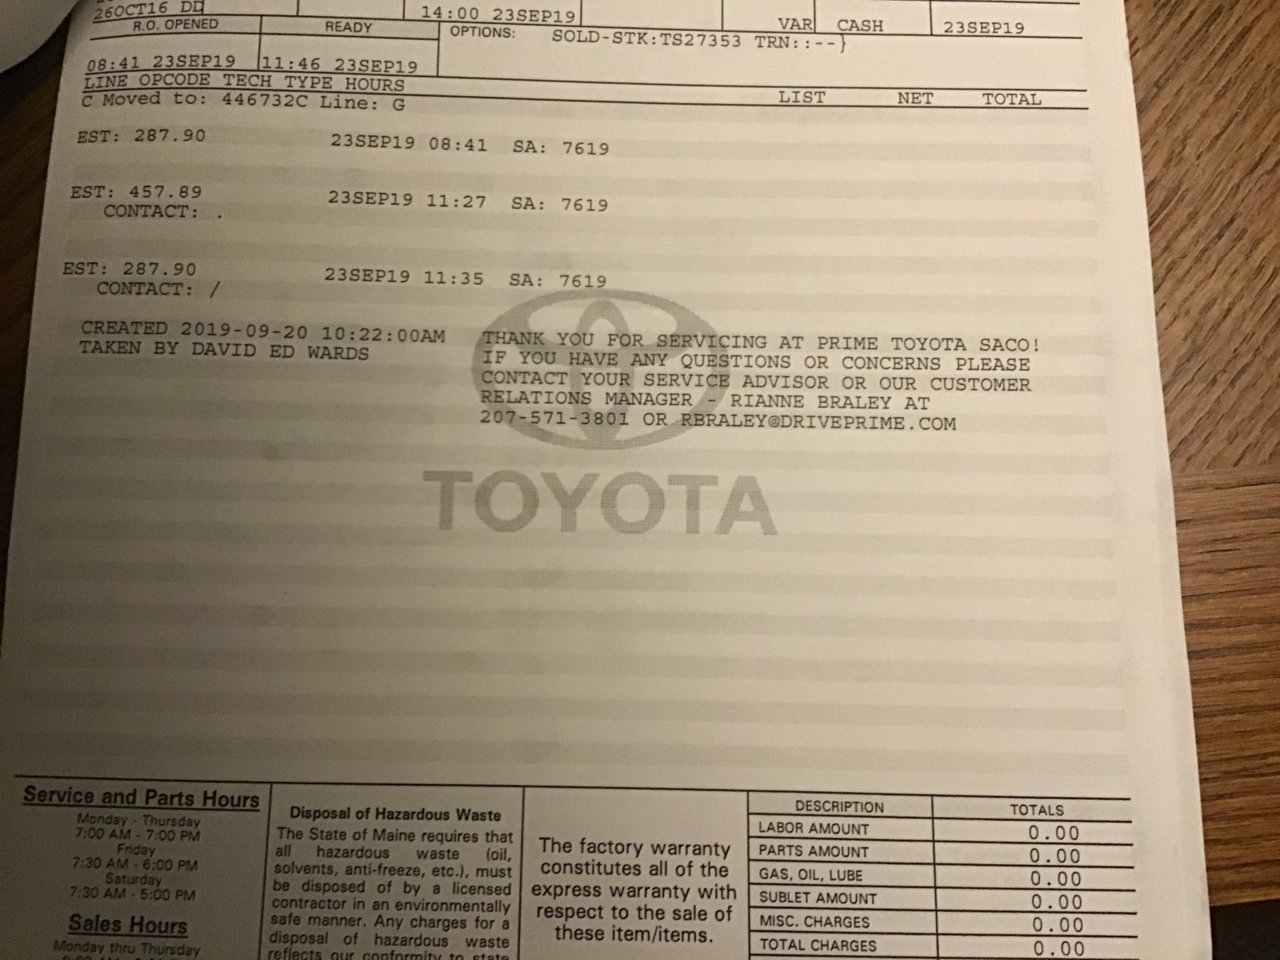 26OCT16 DD
14:00 23SEP19
VAR
CASH
23SEP19
R.O. OPENED
READY
OPTIONS: SOLD-STK:TS27353 TRN::--}
08:41 23SEP19
11:46 23SEP19
LINE OPCODE TECH TYPE HOURS
LIST NET TOTAL
C Moved to: 446732C Line: G
EST: 287.90 23SEP19 08:41 SA: 7619
EST: 457.89 23SEP19 11:27 SA: 7619
CONTACT: .
EST: 287.90 23SEP19 11:35 SA: 7619
CONTACT: /
CREATED 2019-09-20 10:22:00AM
TAKEN BY DAVID ED WARDS
THANK YOU FOR SERVICING AT PRIME TOYOTA SACO!
IF YOU HAVE ANY QUESTIONS OR CONCERNS PLEASE
CONTACT YOUR SERVICE ADVISOR OR OUR CUSTOMER
RELATIONS MANAGER - RIANNE BRALEY AT
207-571-3801 OR RBRALEY@DRIVEPRIME.COM
TOYOTA
Service and Parts Hours
Monday - Thursday
7:00 AM - 7:00 PM
Friday
7:30 AM - 6:00 PM
Saturday
7:30 AM - 5:00 PM
Sales Hours
Monday thru Thursday
Disposal of Hazardous Waste
The State of Maine requires that
all hazardous waste (oil,
solvents, anti-freeze, etc.), must
be disposed of by a licensed
contractor in an environmentally
safe manner. Any charges for a
disposal of hazardous waste
reflects our conformity to state
The factory warranty
constitutes all of the
express warranty with
respect to the sale of
these item/items.
DESCRIPTION TOTALS
LABOR AMOUNT 0.00
PARTS AMOUNT 0.00
GAS, OIL, LUBE 0.00
SUBLET AMOUNT 0.00
MISC. CHARGES 0.00
TOTAL CHARGES 0.00